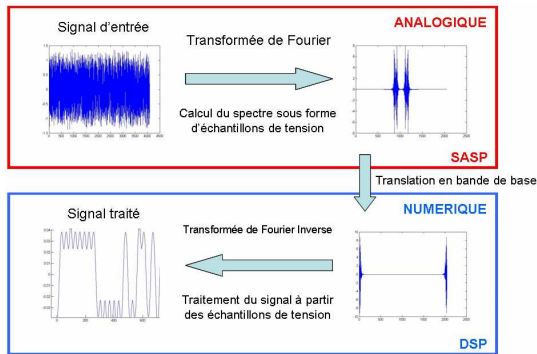 Signal d'entrée
ANALOGIQUE
Transformée de Fourier
Calcul du spectre sous forme
d'échantillons de tension
SASP
Translation en bande de base
Signal traité
NUMERIQUE
Transformée de Fourier Inverse
Traitement du signal à partir
des échantillons de tension
DSP